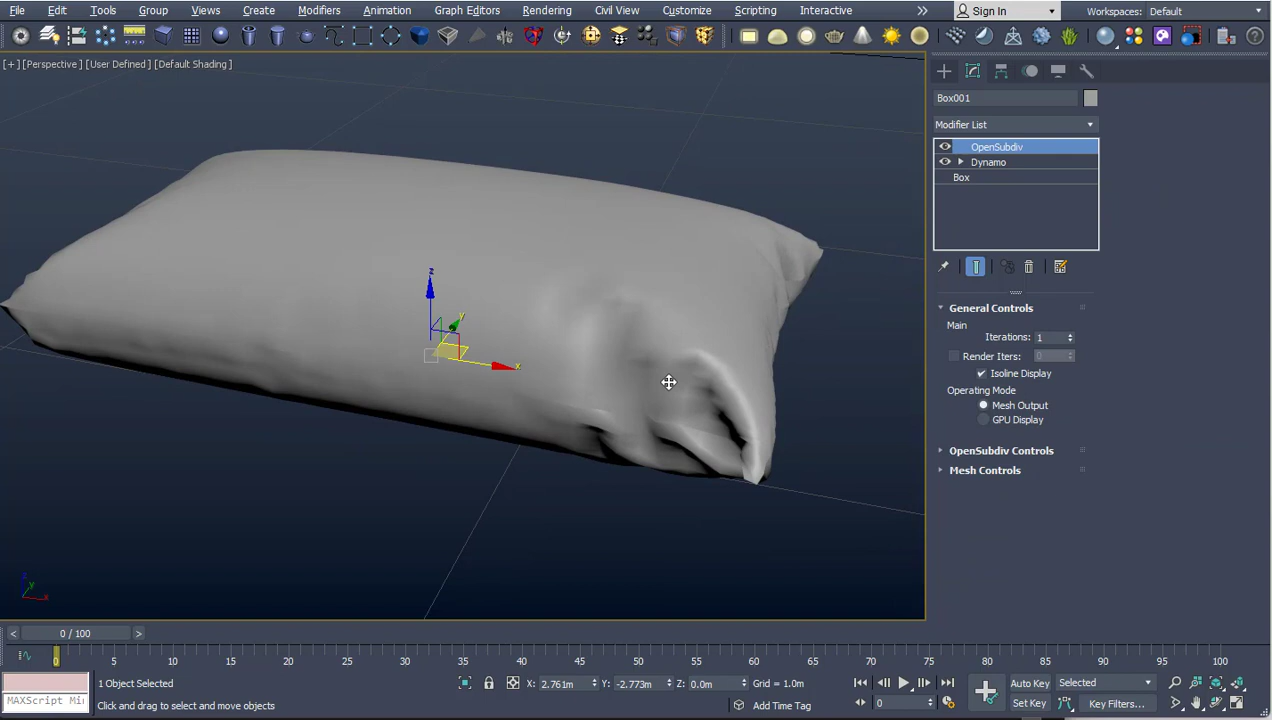 File Edit Tools Group Views Create Modifiers Animation Graph Editors Rendering Civil View Customize Scripting Interactive Sign In Workspaces: Default
[+] [Perspective] [User Defined] [Default Shading]
Box001
Modifier List
OpenSubdiv
Dynamo
Box
General Controls
Main
Iterations: 1
Render Iters: 0
Isoline Display
Operating Mode
Mesh Output
GPU Display
OpenSubdiv Controls
Mesh Controls
z
y
x
z
y
x
< 0 / 100 >
0 5 10 15 20 25 30 35 40 45 50 55 60 65 70 75 80 85 90 95 100
1 Object Selected X: 2.761m Y: -2.773m Z: 0.0m Grid = 1.0m Auto Key Selected
MAXScript Mi
Click and drag to select and move objects Add Time Tag 0 Set Key Key Filters...